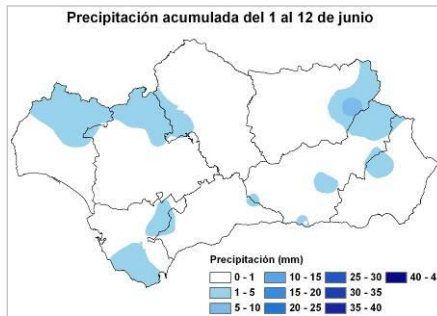 Precipitación acumulada del 1 al 12 de junio
Precipitación (mm)
0 - 1 10 - 15 25 - 30 40 - 4
1 - 5 15 - 20 30 - 35
5 - 10 20 - 25 35 - 40